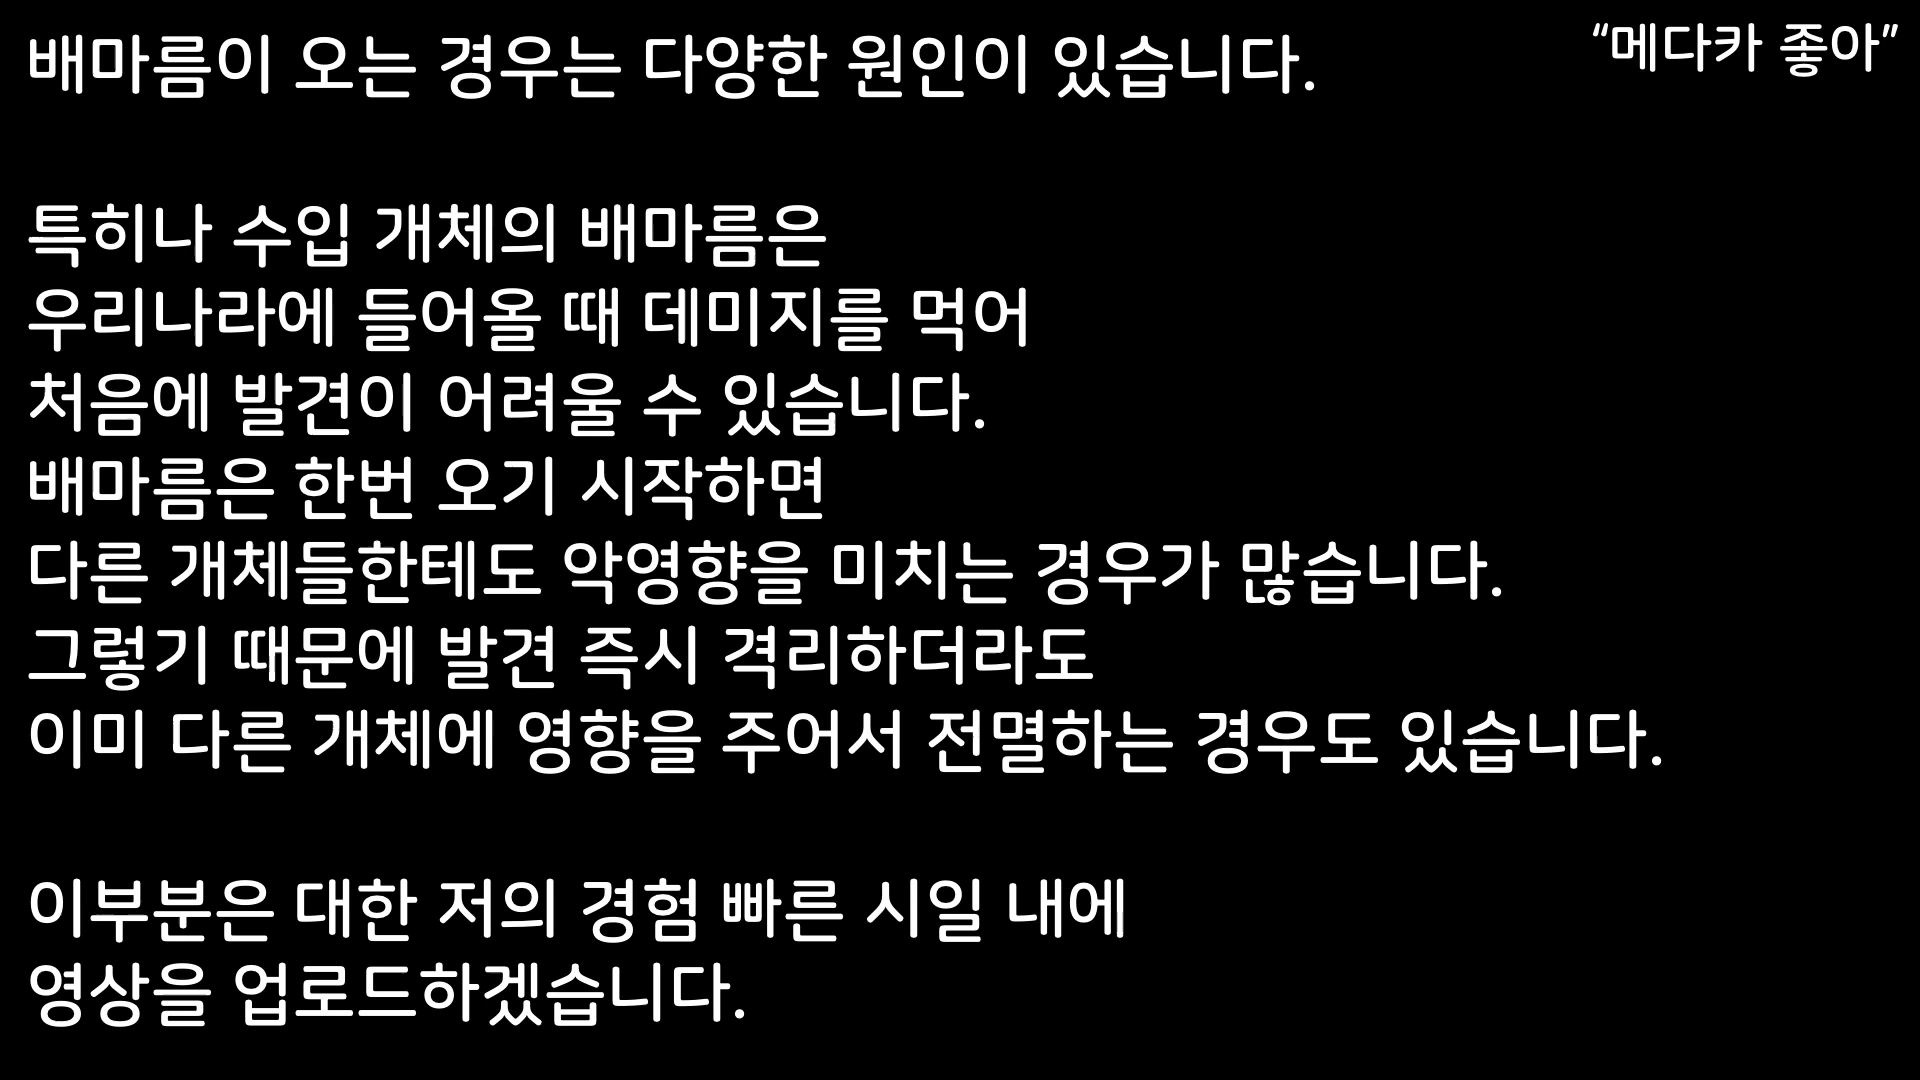 배마름이 오는 경우는 다양한 원인이 있습니다.
“메다카 좋아”
특히나 수입 개체의 배마름은
우리나라에 들어올 때 데미지를 먹어
처음에 발견이 어려울 수 있습니다.
배마름은 한번 오기 시작하면
다른 개체들한테도 악영향을 미치는 경우가 많습니다.
그렇기 때문에 발견 즉시 격리하더라도
이미 다른 개체에 영향을 주어서 전멸하는 경우도 있습니다.
이부분은 대한 저의 경험 빠른 시일 내에
영상을 업로드하겠습니다.